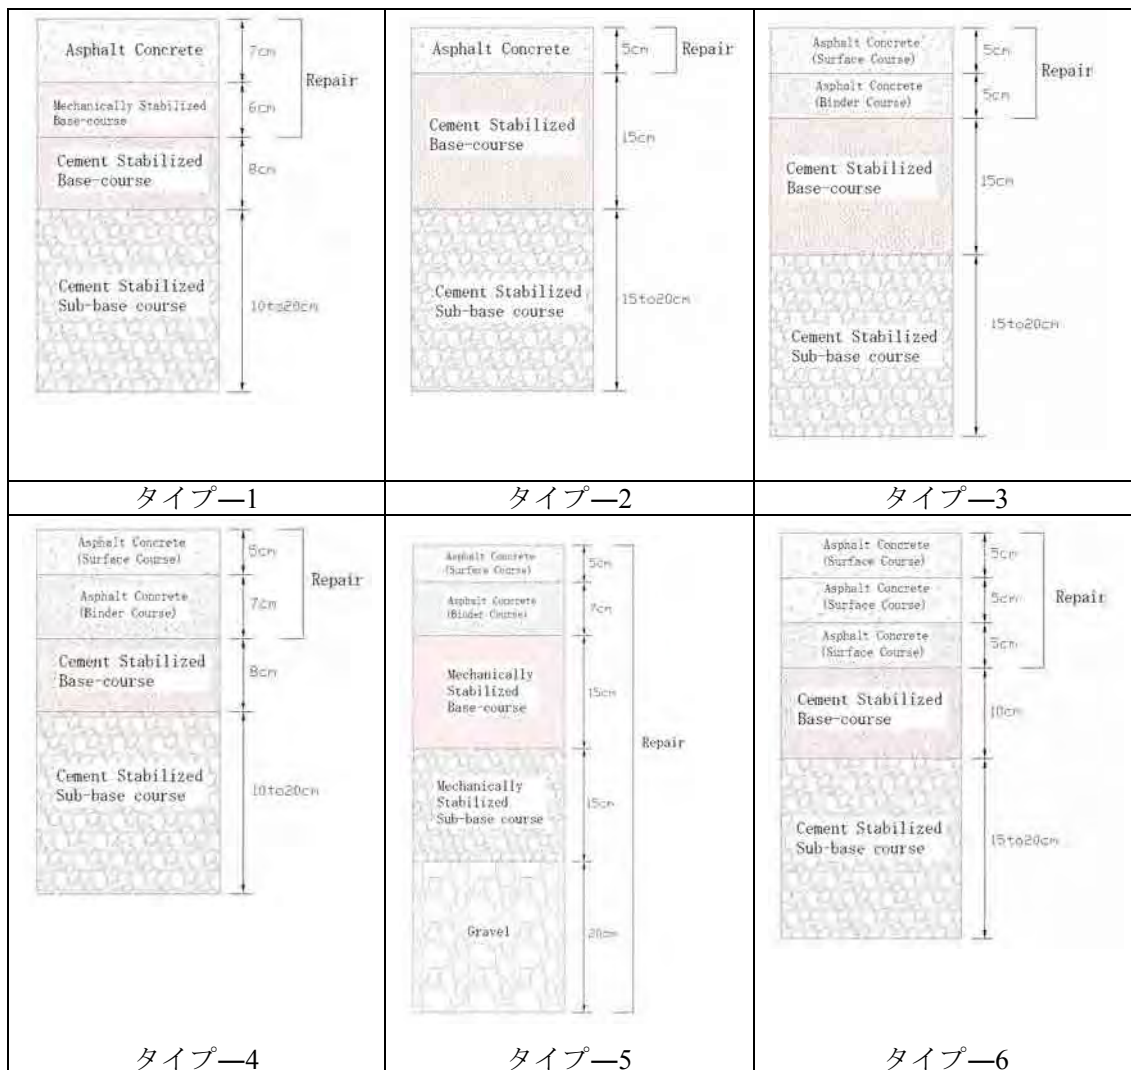 Asphalt Concrete
7cm
Repair
Mechanically Stabilized
Base-course
6cm
Cement Stabilized
Base-course
8cm
Cement Stabilized
Sub-base course
10to20cm
タイプ―1
Asphalt Concrete
5cm
Repair
Cement Stabilized
Base-course
15cm
Cement Stabilized
Sub-base course
15to20cm
タイプ―2
Asphalt Concrete
(Surface Course)
5cm
Repair
Asphalt Concrete
(Binder Course)
5cm
Cement Stabilized
Base-course
15cm
Cement Stabilized
Sub-base course
15to20cm
タイプ―3
Asphalt Concrete
(Surface Course)
5cm
Repair
Asphalt Concrete
(Binder Course)
7cm
Cement Stabilized
Base-course
8cm
Cement Stabilized
Sub-base course
10to20cm
タイプ―4
Asphalt Concrete
(Surface Course)
5cm
Asphalt Concrete
(Binder Course)
7cm
Mechanically
Stabilized
Base-course
15cm
Repair
Mechanically
Stabilized
Sub-base course
15cm
Gravel
20cm
タイプ―5
Asphalt Concrete
(Surface Course)
5cm
Asphalt Concrete
(Surface Course)
5cm
Repair
Asphalt Concrete
(Surface Course)
5cm
Cement Stabilized
Base-course
10cm
Cement Stabilized
Sub-base course
15to20cm
タイプ―6